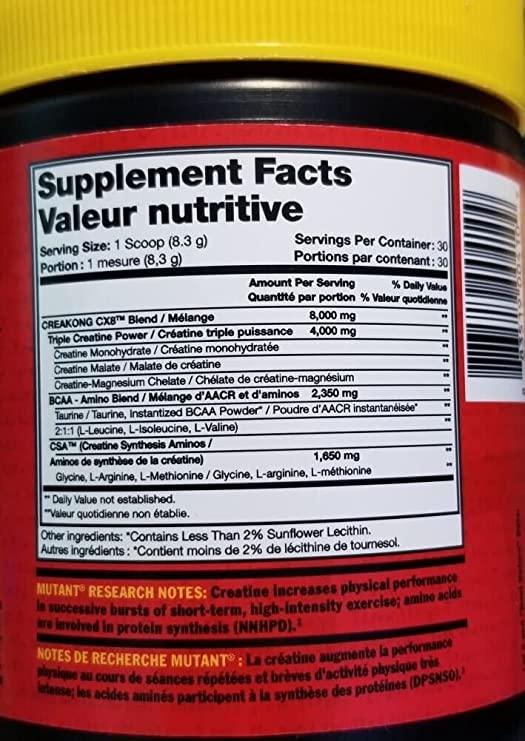 Supplement Facts
Valeur nutritive
Serving Size: 1 Scoop (8.3 g) Servings Per Container: 30
Portion : 1 mesure (8,3 g) Portions par contenant : 30
Amount Per Serving % Daily Value
Quantité par portion % Valeur quotidienne
CREAKONG CX8™ Blend / Mélange 8,000 mg **
Triple Creatine Power / Créatine triple puissance 4,000 mg **
Creatine Monohydrate / Créatine monohydratée **
Creatine Malate / Malate de créatine **
Creatine-Magnesium Chelate / Chélate de créatine-magnésium **
BCAA - Amino Blend / Mélange d'AACR et d'aminos 2,350 mg **
Taurine / Taurine, Instantized BCAA Powder* / Poudre d'AACR instantanéisée* **
2:1:1 (L-Leucine, L-Isoleucine, L-Valine) **
CSA™ (Creatine Synthesis Aminos /
Aminos de synthèse de la créatine) 1,650 mg **
Glycine, L-Arginine, L-Methionine / Glycine, L-arginine, L-méthionine **
** Daily Value not established.
**Valeur quotidienne non établie.
Other ingredients: *Contains Less Than 2% Sunflower Lecithin.
Autres ingrédients : *Contient moins de 2% de lécithine de tournesol.
MUTANT® RESEARCH NOTES: Creatine increases physical performance
in successive bursts of short-term, high-intensity exercise; amino acids
are involved in protein synthesis (NNHPD).‡
NOTES DE RECHERCHE MUTANT® : La créatine augmente la performance
physique au cours de séances répétées et brèves d'activité physique très
intense; les acides aminés participent à la synthèse des protéines (DPSNSO).‡